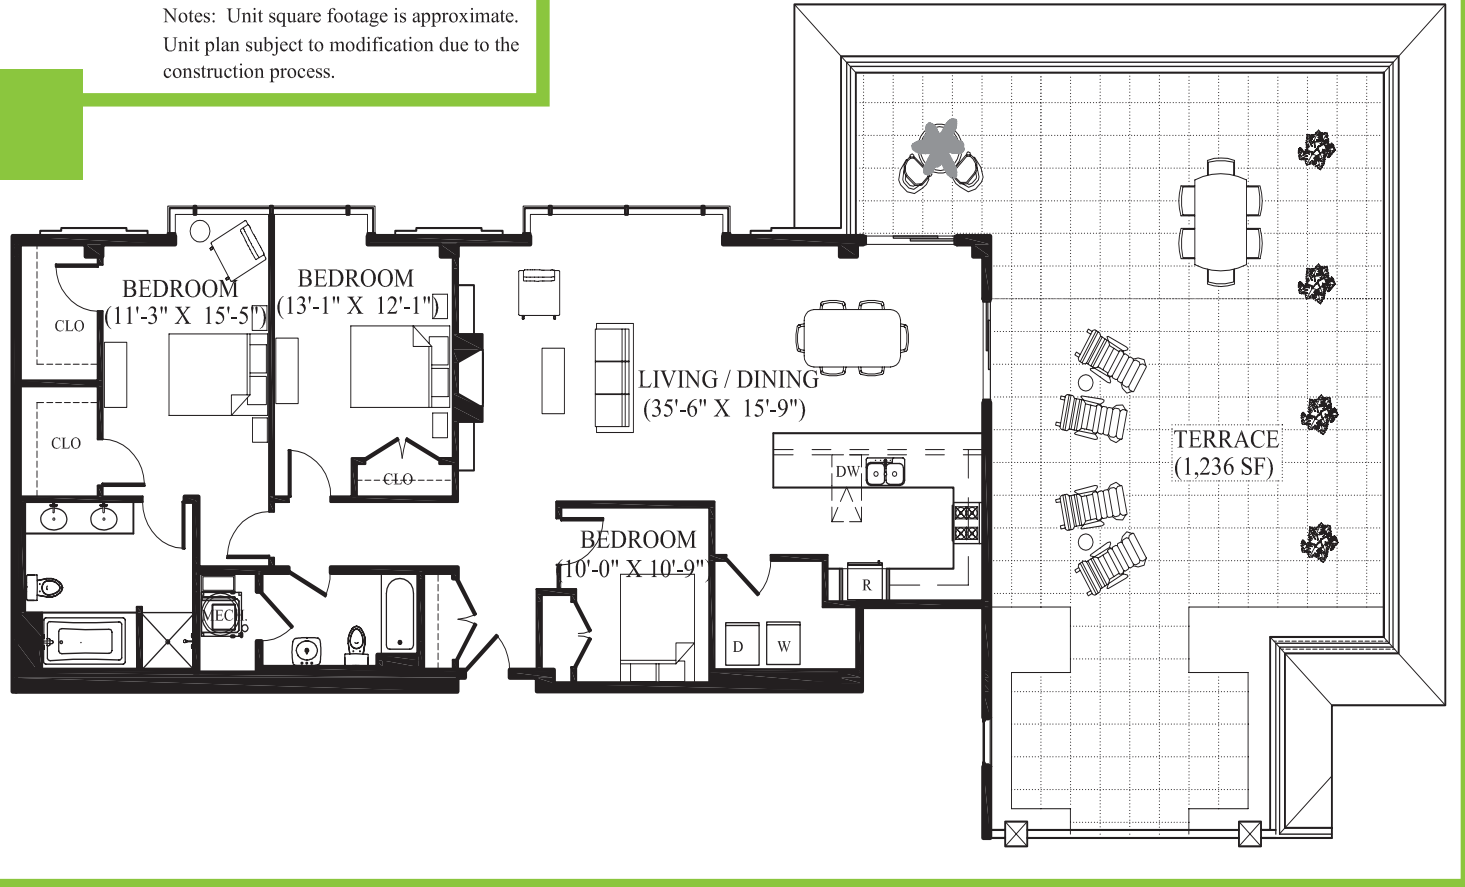 Notes: Unit square footage is approximate.
Unit plan subject to modification due to the
construction process.
BEDROOM
(11'-3" X 15'-5")
BEDROOM
(13'-1" X 12'-1")
CLO
CLO
CLO
LIVING / DINING
(35'-6" X 15'-9")
DW
TERRACE
(1,236 SF)
BEDROOM
(10'-0" X 10'-9")
R
MECH.
D
W